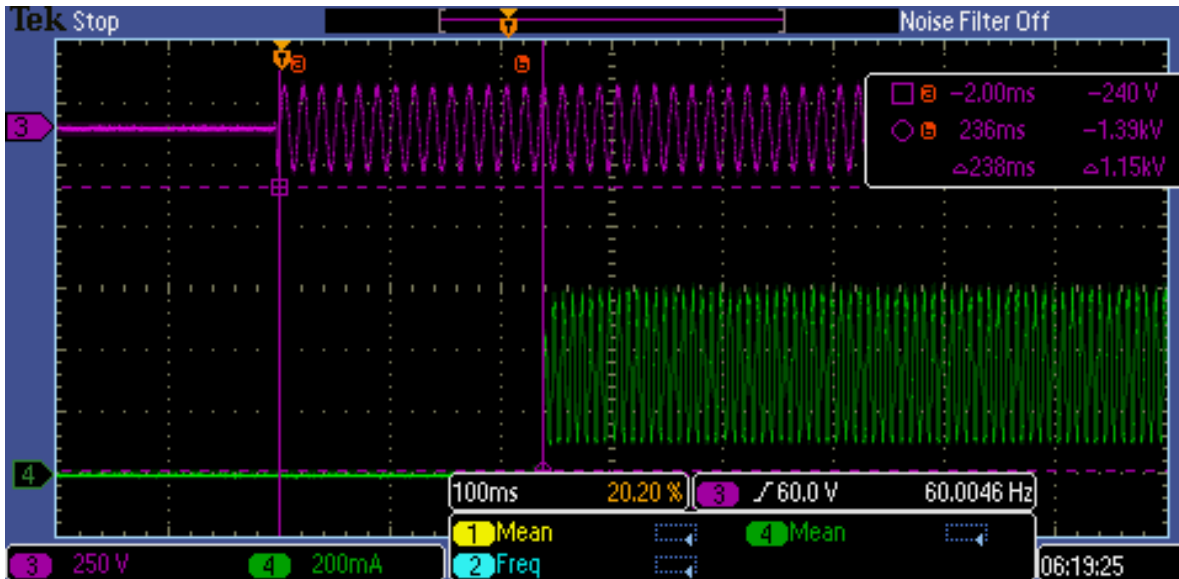 Tek Stop
Noise Filter Off
T
T
a
b
3
a -2.00ms -240 V
b 236ms -1.39kV
△238ms △1.15kV
4
100ms 20.20 % 3 ∫ 60.0 V 60.0046 Hz
1 Mean 4 Mean
2 Freq
3 250 V 4 200mA
06:19:25